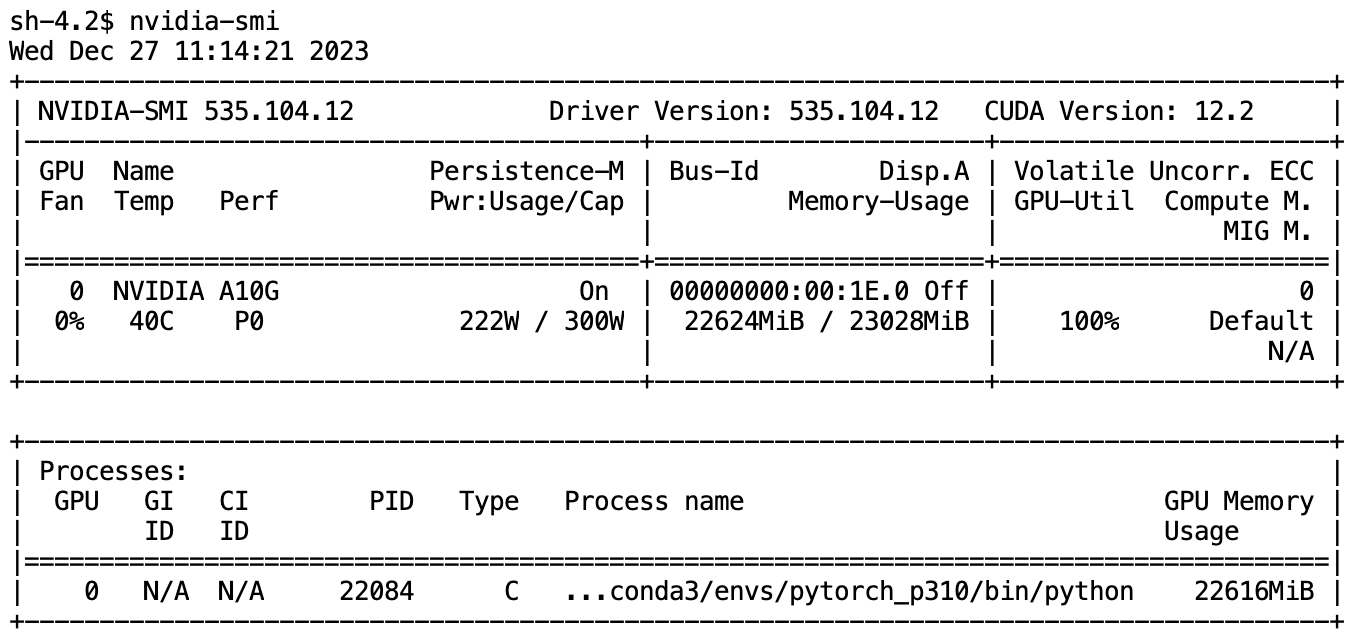 sh-4.2$ nvidia-smi
Wed Dec 27 11:14:21 2023
+---------------------------------------------------------------------------------------+
| NVIDIA-SMI 535.104.12             Driver Version: 535.104.12   CUDA Version: 12.2     |
|-----------------------------------------+----------------------+----------------------+
| GPU  Name                 Persistence-M | Bus-Id        Disp.A | Volatile Uncorr. ECC |
| Fan  Temp   Perf          Pwr:Usage/Cap |         Memory-Usage | GPU-Util  Compute M. |
|                                         |                      |               MIG M. |
|=========================================+======================+======================|
|   0  NVIDIA A10G                    On  | 00000000:00:1E.0 Off |                    0 |
|  0%   40C    P0             222W / 300W |  22624MiB / 23028MiB |    100%      Default |
|                                         |                      |                  N/A |
+-----------------------------------------+----------------------+----------------------+

+---------------------------------------------------------------------------------------+
| Processes:                                                                            |
|  GPU   GI   CI        PID   Type   Process name                            GPU Memory |
|        ID   ID                                                             Usage      |
|=======================================================================================|
|    0   N/A  N/A     22084      C   ...conda3/envs/pytorch_p310/bin/python    22616MiB |
+---------------------------------------------------------------------------------------+